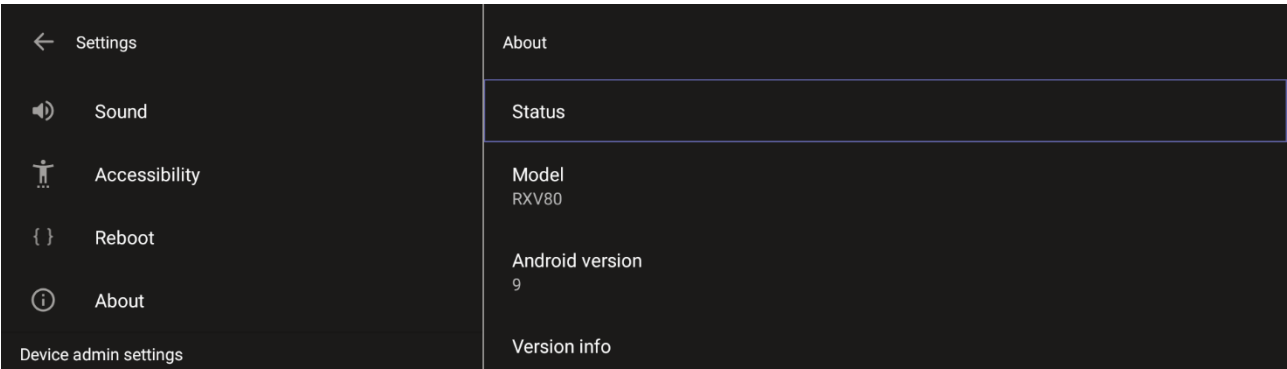 Settings
Sound
Accessibility
Reboot
About
Device admin settings
About
Status
Model
RXV80
Android version
9
Version info